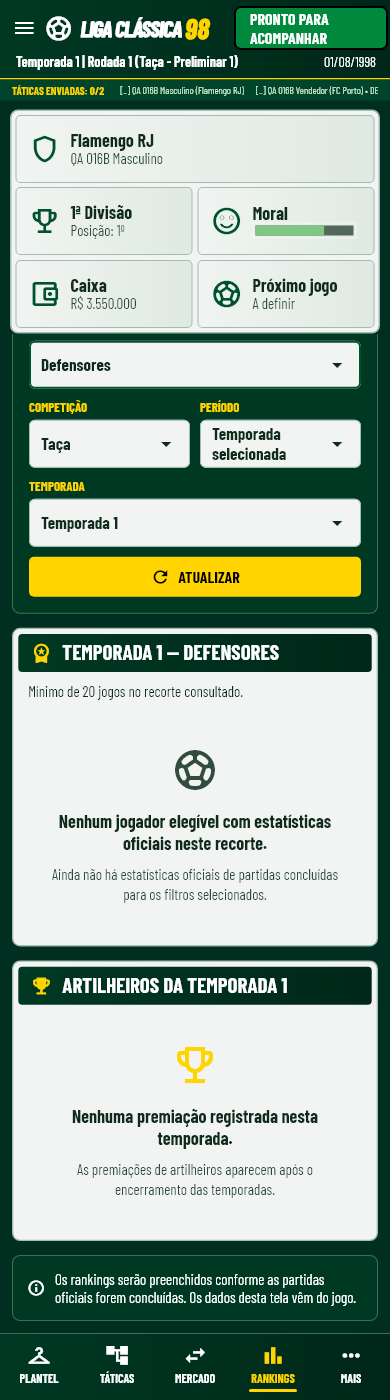 LIGA CLÁSSICA 98
PRONTO PARA
ACOMPANHAR
Temporada 1 | Rodada 1 (Taça - Preliminar 1)
01/08/1998
TÁTICAS ENVIADAS: 0/2
[...] QA 016B Masculino (Flamengo RJ)
[...] QA 016B Vendedor (FC Porto) • DE
Flamengo RJ
QA 016B Masculino
1ª Divisão
Posição: 1º
Moral
Caixa
R$ 3.550.000
Próximo jogo
A definir
Defensores
COMPETIÇÃO
PERÍODO
Taça
Temporada
selecionada
TEMPORADA
Temporada 1
ATUALIZAR
TEMPORADA 1 — DEFENSORES
Mínimo de 20 jogos no recorte consultado.
Nenhum jogador elegível com estatísticas
oficiais neste recorte.
Ainda não há estatísticas oficiais de partidas concluídas
para os filtros selecionados.
ARTILHEIROS DA TEMPORADA 1
Nenhuma premiação registrada nesta
temporada.
As premiações de artilheiros aparecem após o
encerramento das temporadas.
Os rankings serão preenchidos conforme as partidas
oficiais forem concluídas. Os dados desta tela vêm do jogo.
PLANTEL
TÁTICAS
MERCADO
RANKINGS
MAIS